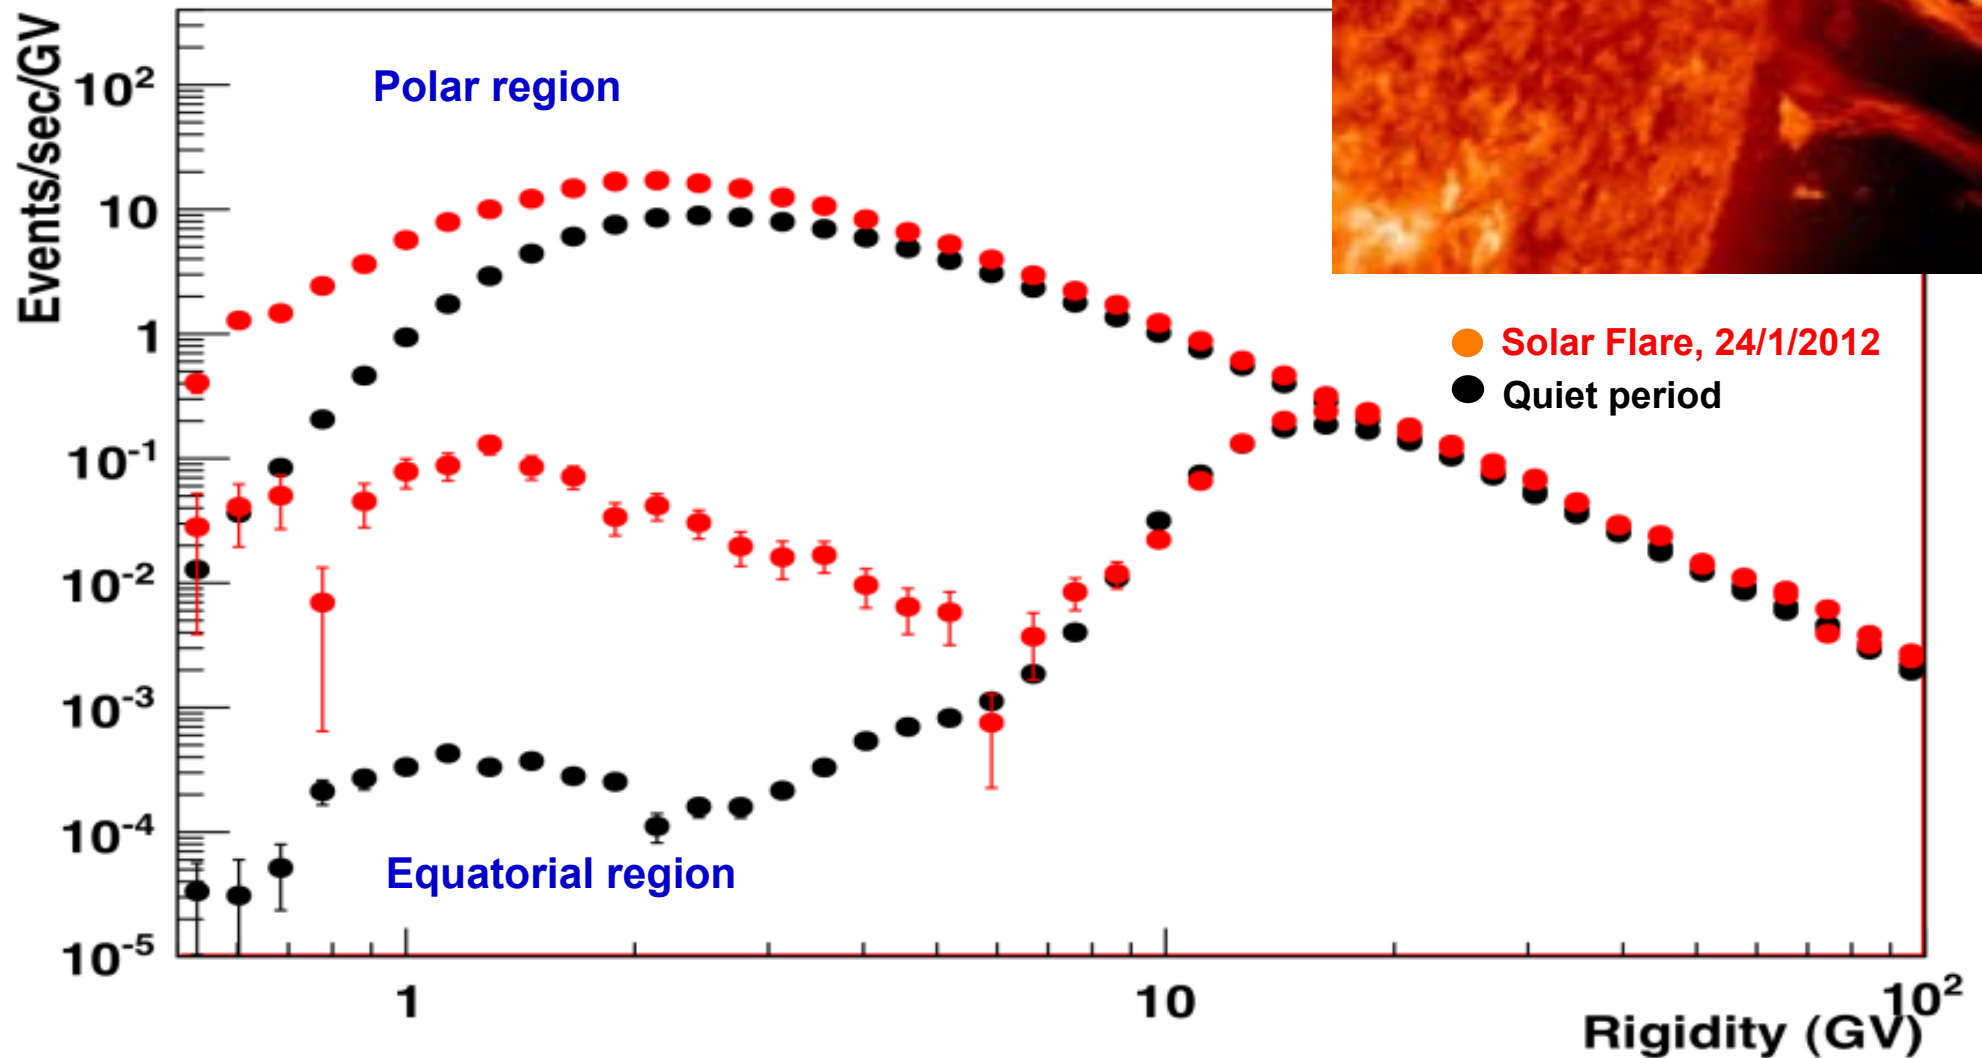 Events/sec/GV
10²
10
1
10⁻¹
10⁻²
10⁻³
10⁻⁴
10⁻⁵
Polar region
Solar Flare, 24/1/2012
Quiet period
Equatorial region
1
10
10²
Rigidity (GV)